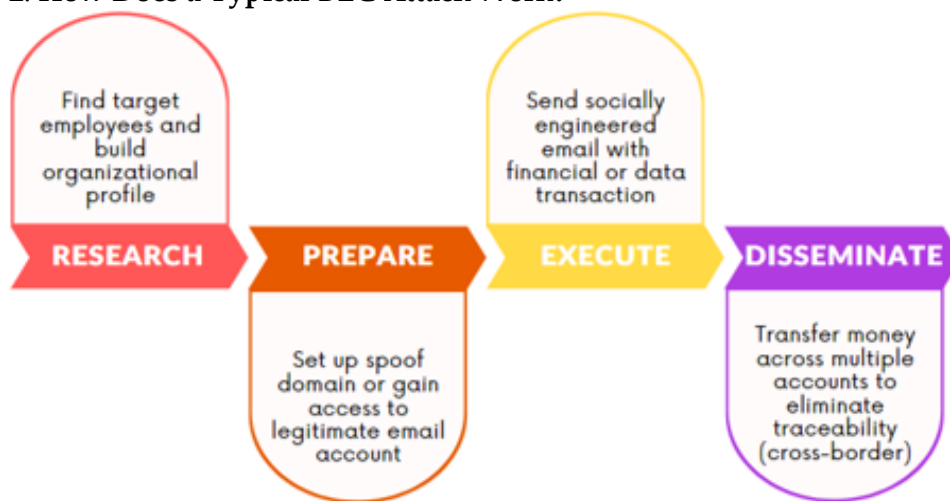 Find target
employees and
build
organizational
profile
RESEARCH
Set up spoof
domain or gain
access to
legitimate email
account
PREPARE
Send socially
engineered
email with
financial or data
transaction
EXECUTE
Transfer money
across multiple
accounts to
eliminate
traceability
(cross-border)
DISSEMINATE